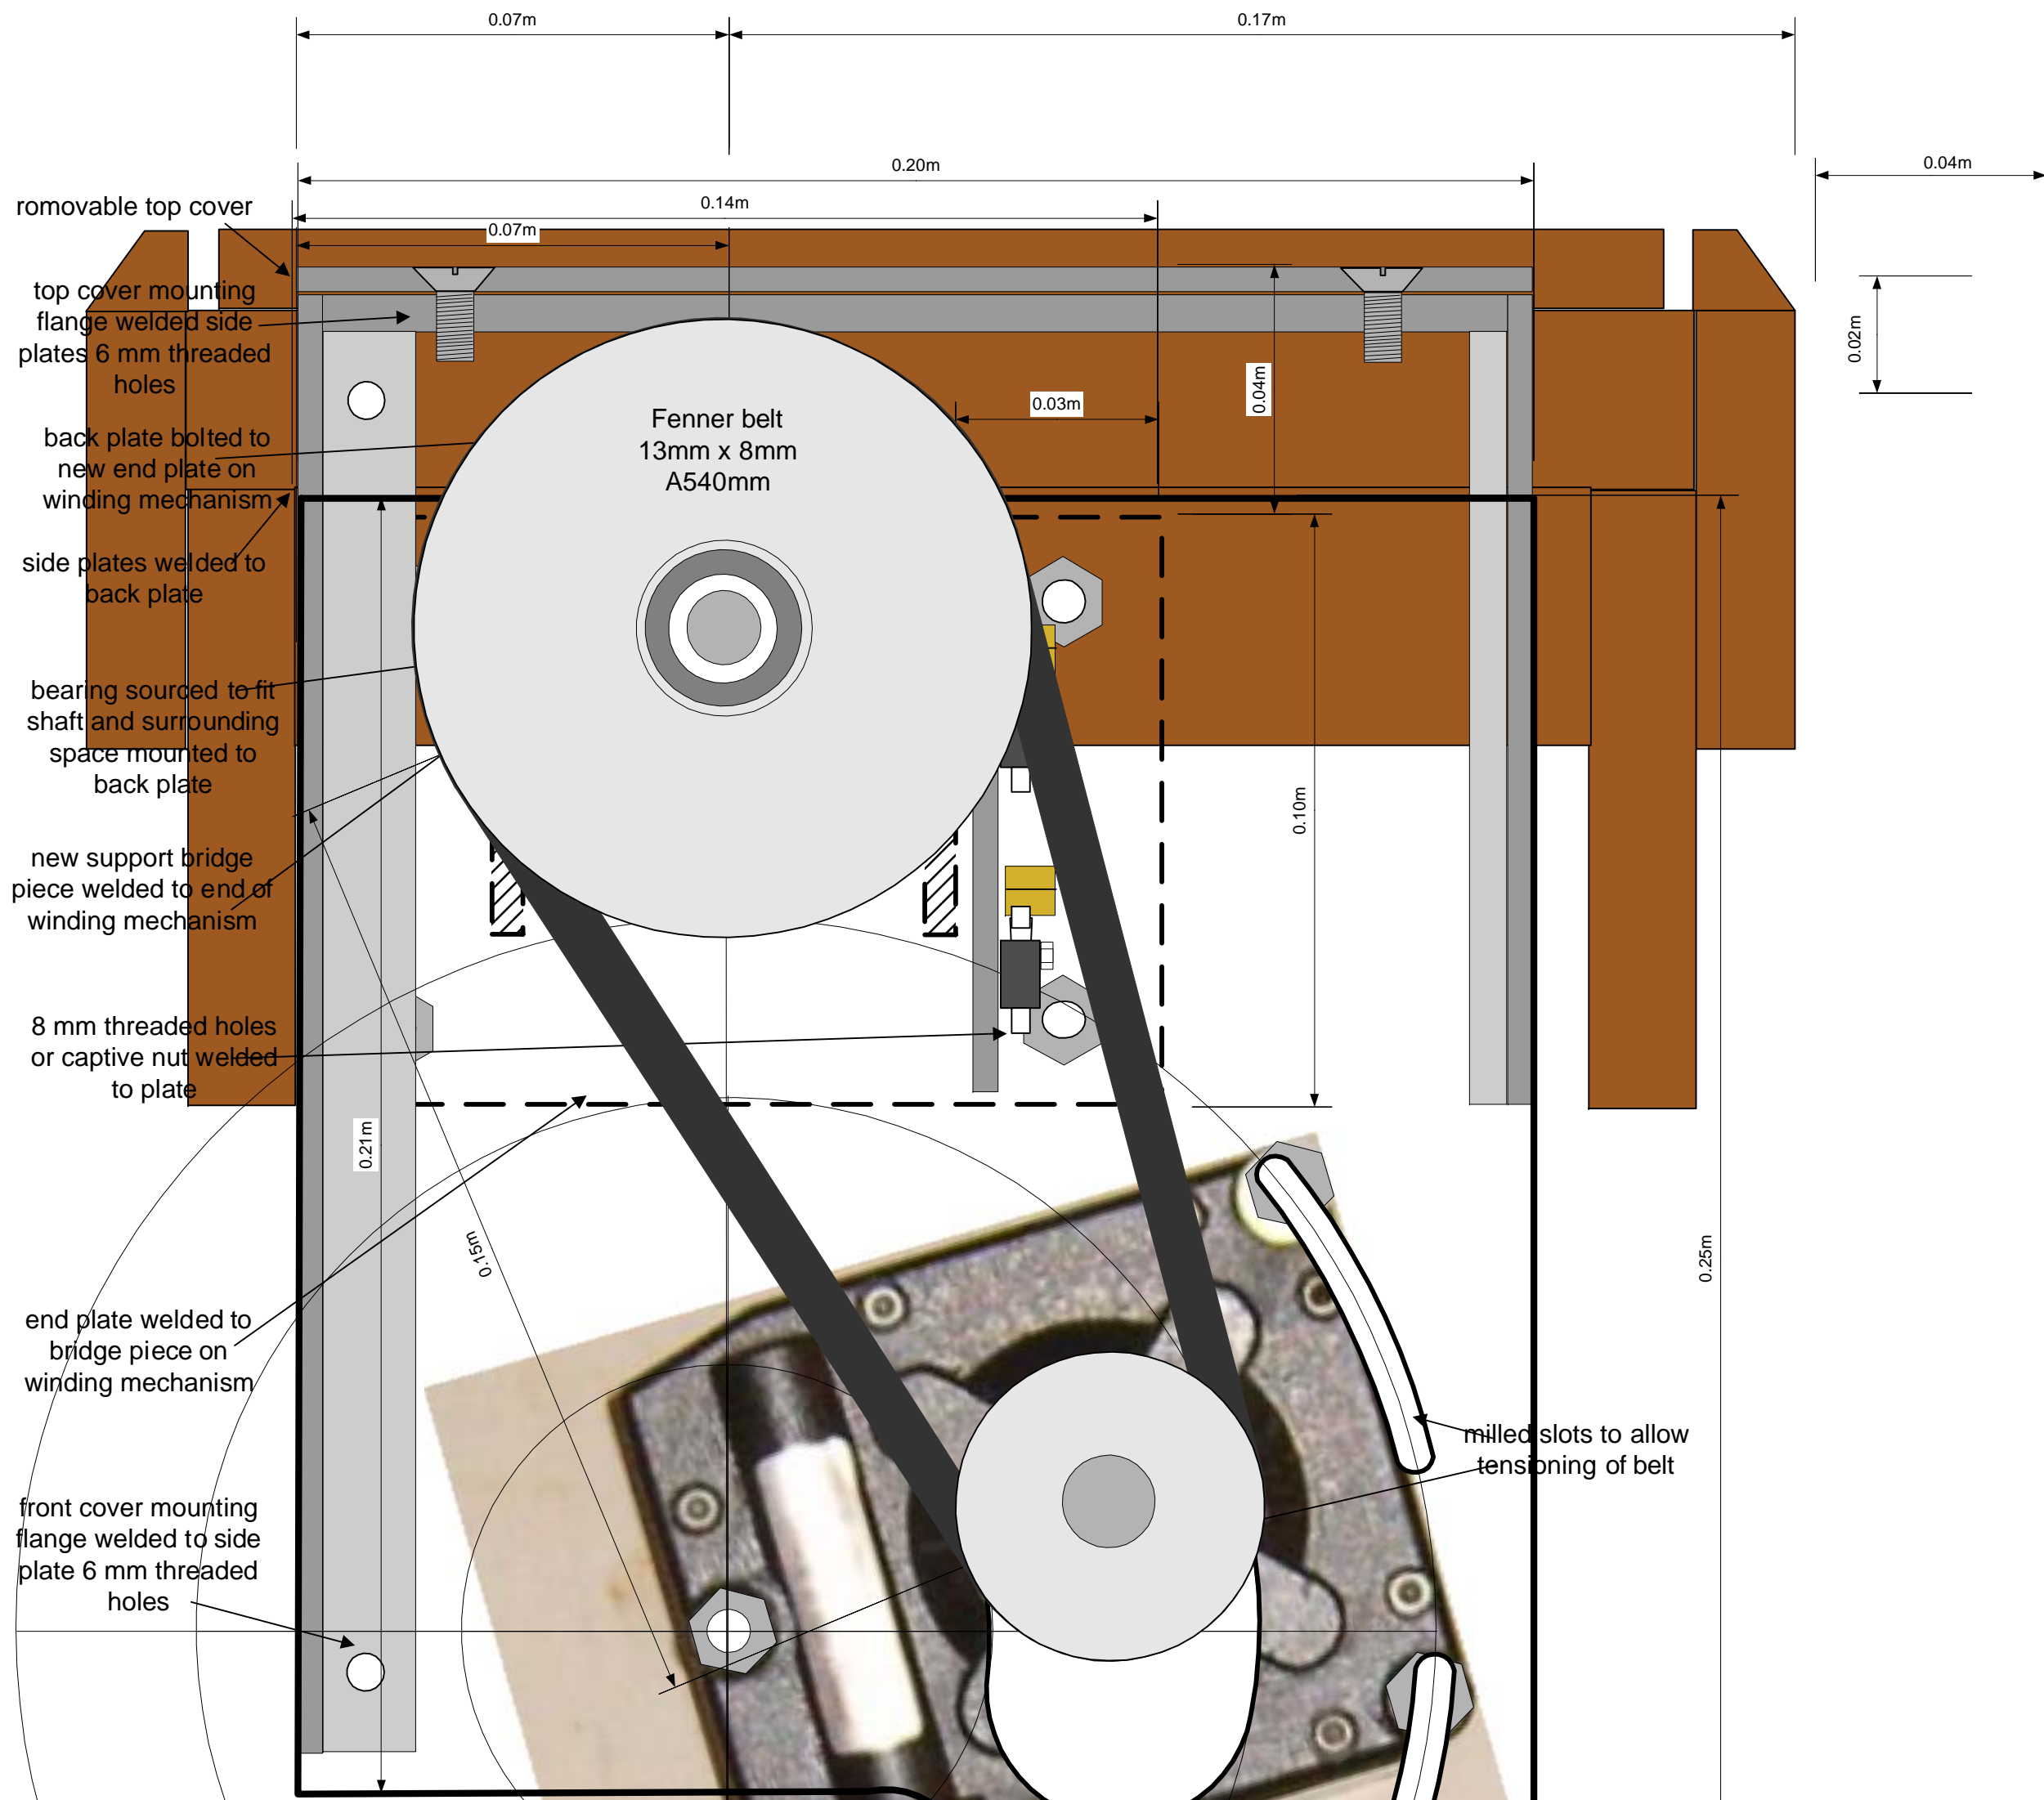 0.07m
0.17m
0.20m
0.04m
0.14m
0.07m
romovable top cover
top cover mounting
flange welded side
plates 6 mm threaded
holes
0.02m
0.04m
0.03m
Fenner belt
13mm x 8mm
A540mm
back plate bolted to
new end plate on
winding mechanism
side plates welded to
back plate
bearing sourced to fit
shaft and surrounding
space mounted to
back plate
0.10m
new support bridge
piece welded to end of
winding mechanism
8 mm threaded holes
or captive nut welded
to plate
0.21m
0.15m
0.25m
end plate welded to
bridge piece on
winding mechanism
milled slots to allow
tensioning of belt
front cover mounting
flange welded to side
plate 6 mm threaded
holes